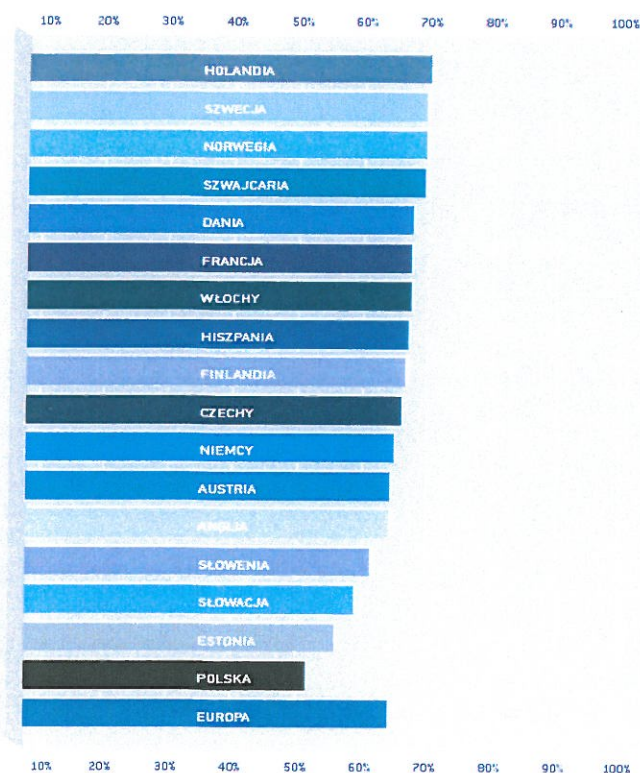 10% 20% 30% 40% 50% 60% 70% 80% 90% 100%
HOLANDIA
SZWECJA
NORWEGIA
SZWAJCARIA
DANIA
FRANCJA
WŁOCHY
HISZPANIA
FINLANDIA
CZECHY
NIEMCY
AUSTRIA
ANGLIA
SŁOWENIA
SŁOWACJA
ESTONIA
POLSKA
EUROPA
10% 20% 30% 40% 50% 60% 70% 80% 90% 100%